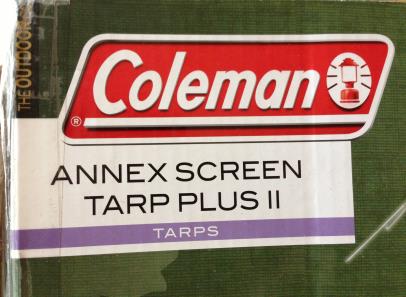 THE OUTDOOR
Coleman
®
ANNEX SCREEN
TARP PLUS II
TARPS